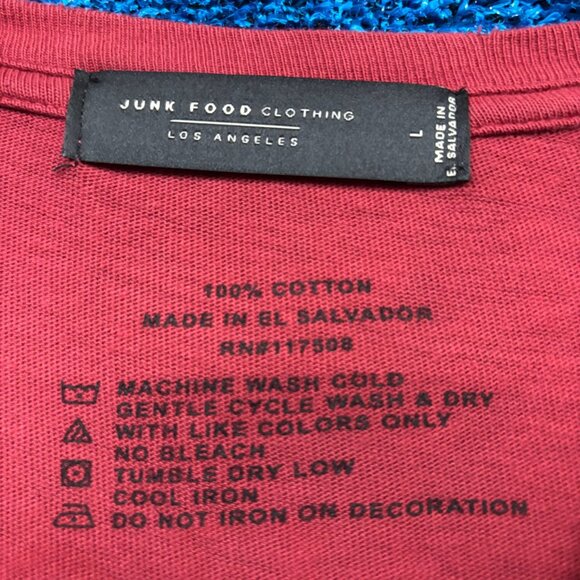 JUNK FOOD CLOTHING
LOS ANGELES
L
MADE IN
EL SALVADOR
100% COTTON
MADE IN EL SALVADOR
RN#117508
MACHINE WASH COLD
GENTLE CYCLE WASH & DRY
WITH LIKE COLORS ONLY
NO BLEACH
TUMBLE DRY LOW
COOL IRON
DO NOT IRON ON DECORATION